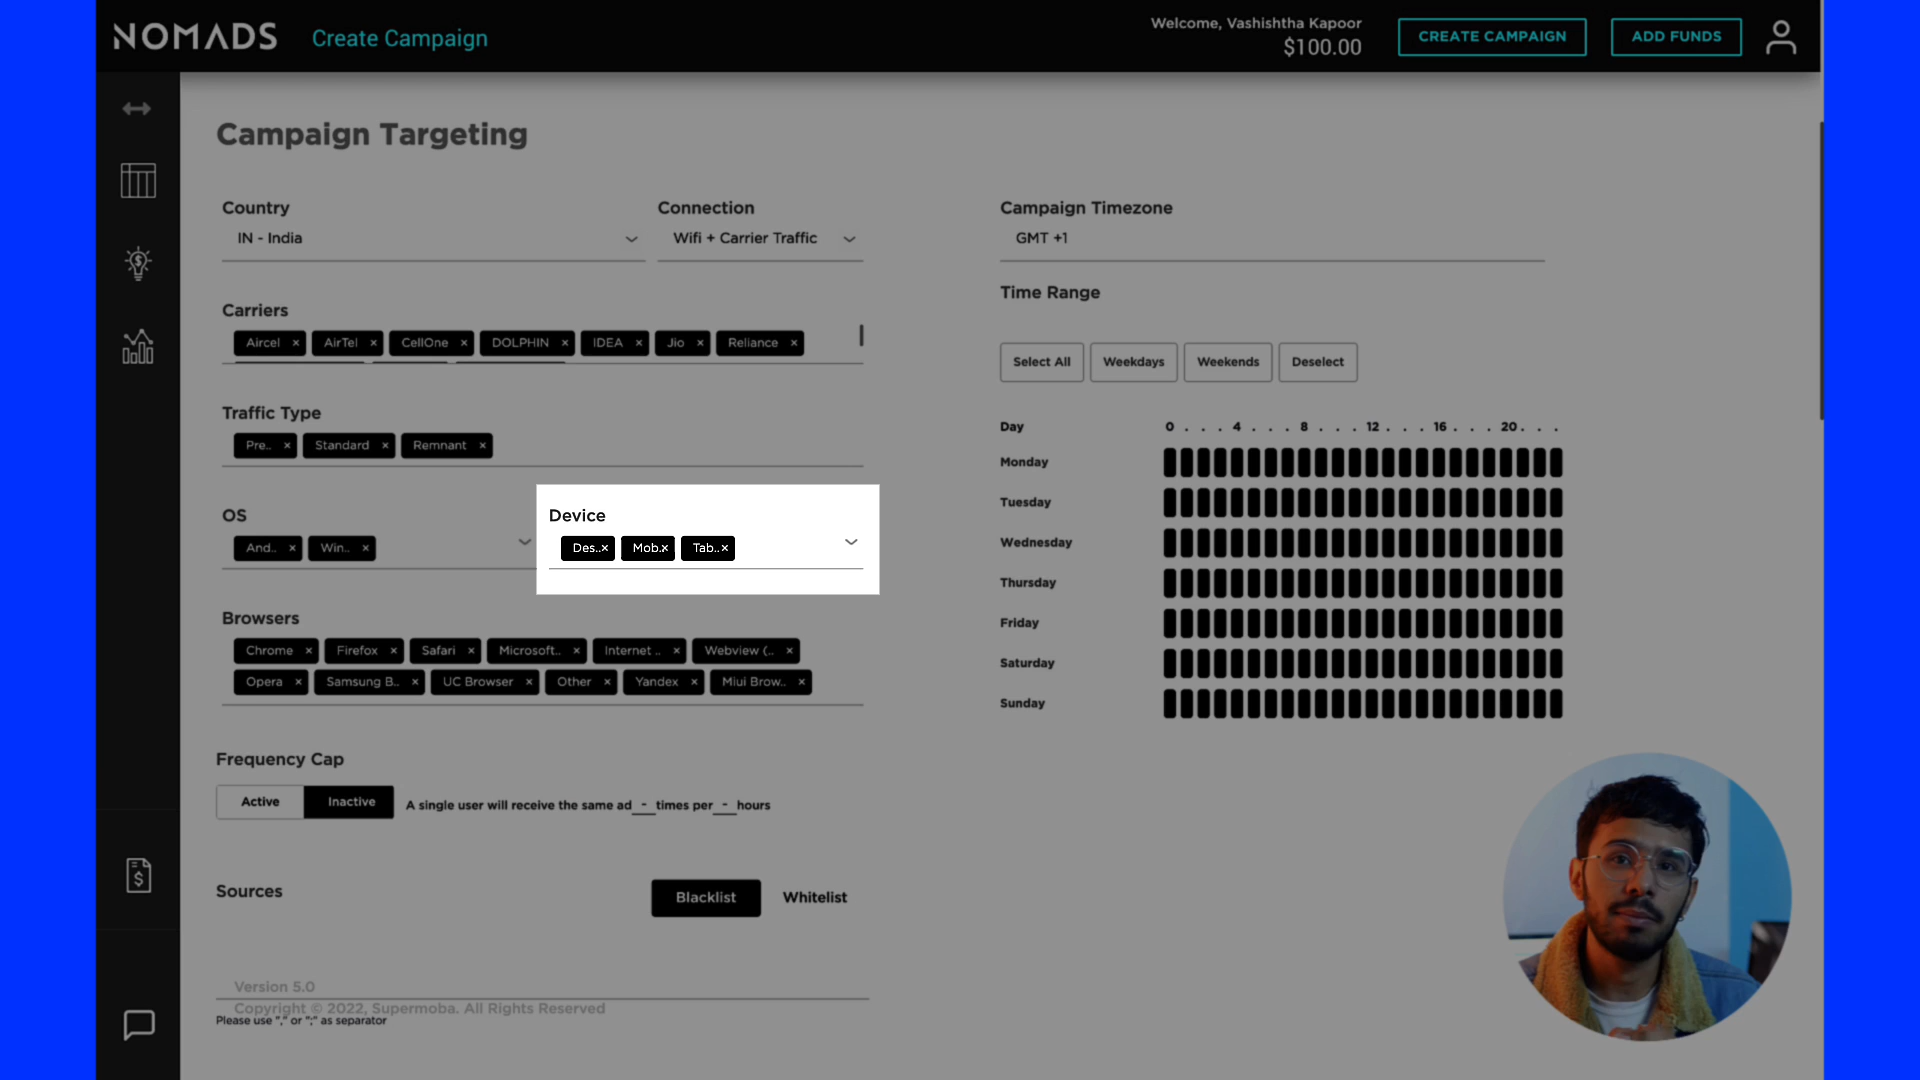 NOMADS
Create Campaign
Welcome, Vashishtha Kapoor
$100.00
CREATE CAMPAIGN
ADD FUNDS
Campaign Targeting
Country
IN - India
Connection
Wifi + Carrier Traffic
Carriers
Aircel × AirTel × CellOne × DOLPHIN × IDEA × Jio × Reliance ×
Traffic Type
Pre.. × Standard × Remnant ×
OS
And.. × Win.. ×
Device
Des..× Mob.× Tab..×
Browsers
Chrome × Firefox × Safari × Microsoft.. × Internet .. × Webview (.. ×
Opera × Samsung B.. × UC Browser × Other × Yandex × Miui Brow.. ×
Frequency Cap
Active Inactive A single user will receive the same ad - times per - hours
Sources
Blacklist Whitelist
Version 5.0
Copyright © 2022, Supermoba. All Rights Reserved
Please use "," or ";" as separator
Campaign Timezone
GMT +1
Time Range
Select All Weekdays Weekends Deselect
Day 0 . . . 4 . . . 8 . . . 12 . . . 16 . . . 20 . . .
Monday
Tuesday
Wednesday
Thursday
Friday
Saturday
Sunday